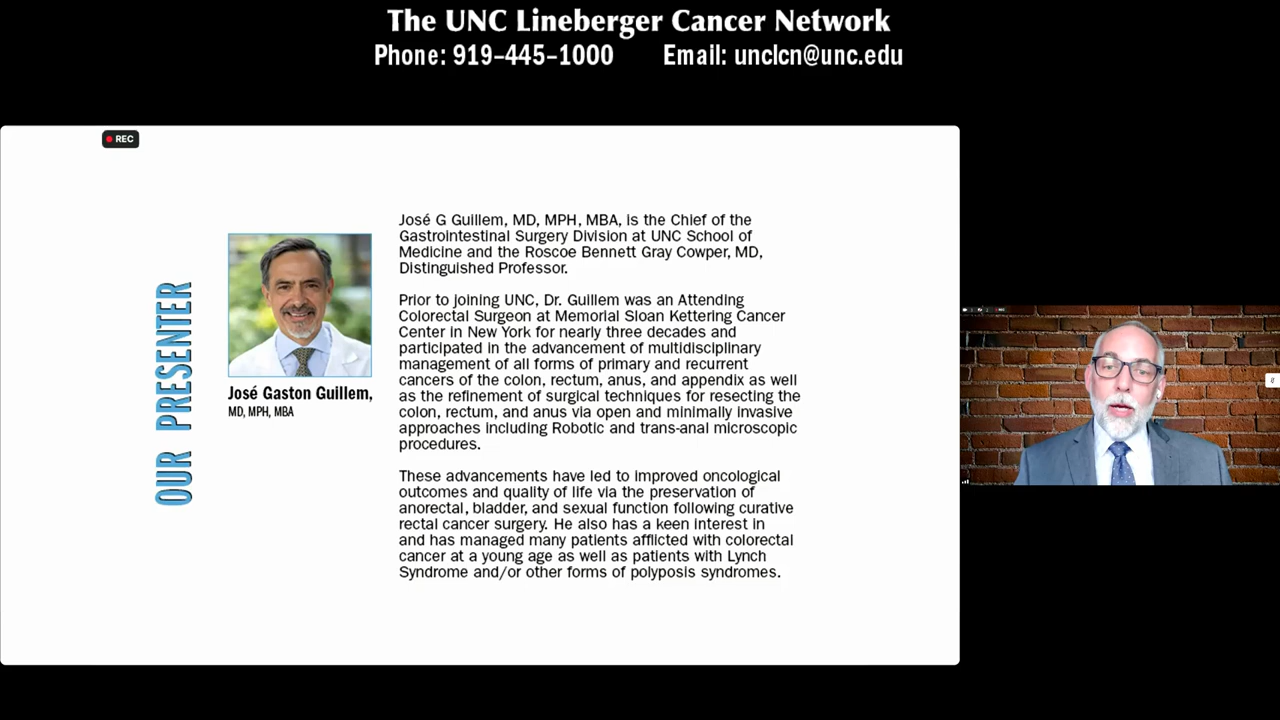 The UNC Lineberger Cancer Network
Phone: 919-445-1000 Email: unclcn@unc.edu
REC
OUR PRESENTER
José Gaston Guillem,
MD, MPH, MBA
José G Guillem, MD, MPH, MBA, is the Chief of the
Gastrointestinal Surgery Division at UNC School of
Medicine and the Roscoe Bennett Gray Cowper, MD,
Distinguished Professor.
Prior to joining UNC, Dr. Guillem was an Attending
Colorectal Surgeon at Memorial Sloan Kettering Cancer
Center in New York for nearly three decades and
participated in the advancement of multidisciplinary
management of all forms of primary and recurrent
cancers of the colon, rectum, anus, and appendix as well
as the refinement of surgical techniques for resecting the
colon, rectum, and anus via open and minimally invasive
approaches including Robotic and trans-anal microscopic
procedures.
These advancements have led to improved oncological
outcomes and quality of life via the preservation of
anorectal, bladder, and sexual function following curative
rectal cancer surgery. He also has a keen interest in
and has managed many patients afflicted with colorectal
cancer at a young age as well as patients with Lynch
Syndrome and/or other forms of polyposis syndromes.